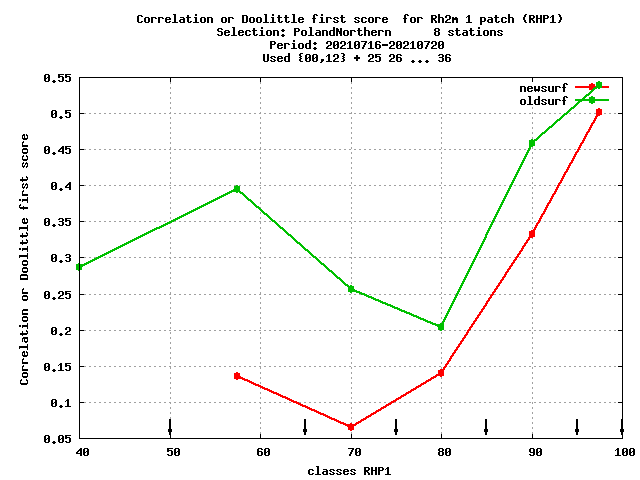 Correlation or Doolittle first score  for Rh2m 1 patch (RHP1)
Selection: PolandNorthern      8 stations
Period: 20210716-20210720
Used {00,12} + 25 26 ... 36
newsurf
oldsurf
Correlation or Doolittle first score
0.55
0.5
0.45
0.4
0.35
0.3
0.25
0.2
0.15
0.1
0.05
40 50 60 70 80 90 100
classes RHP1